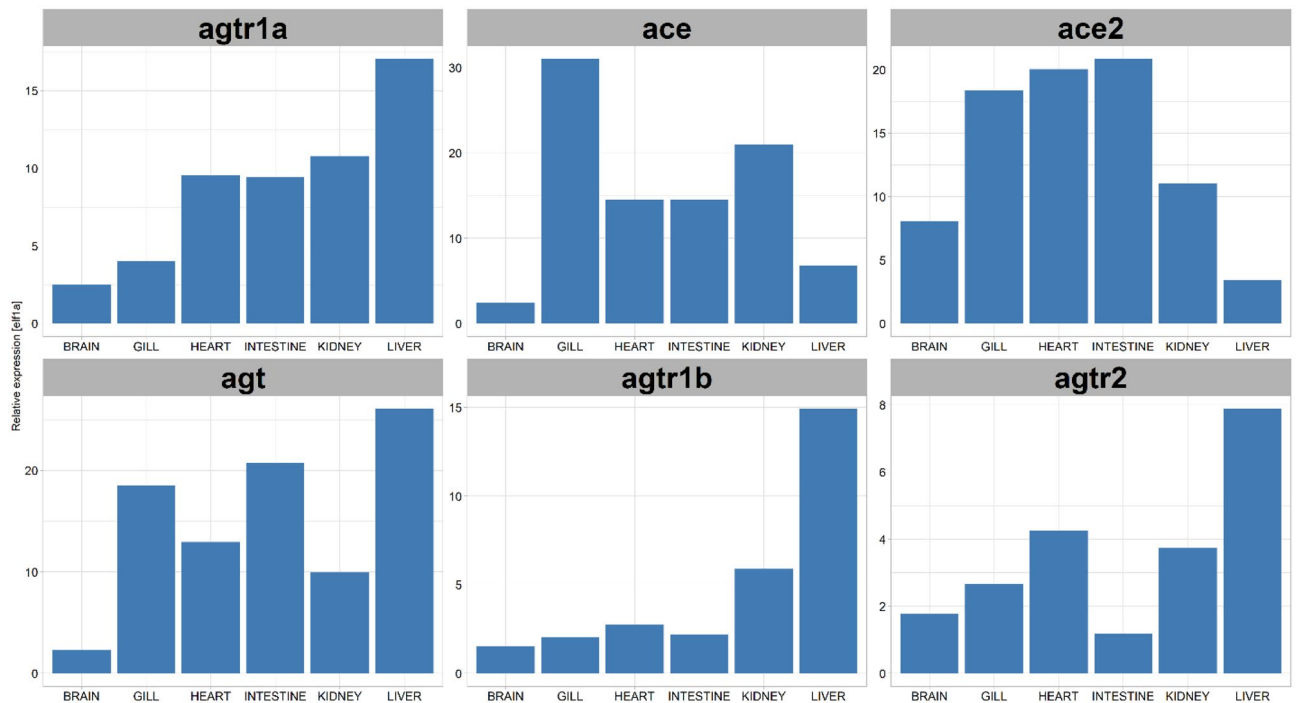 agtr1a
ace
ace2
15
10
5
0
30
20
10
0
20
15
10
5
0
BRAIN GILL HEART INTESTINE KIDNEY LIVER
BRAIN GILL HEART INTESTINE KIDNEY LIVER
BRAIN GILL HEART INTESTINE KIDNEY LIVER
Relative expression [elf1a]
agt
agtr1b
agtr2
20
10
0
15
10
5
0
8
6
4
2
0
BRAIN GILL HEART INTESTINE KIDNEY LIVER
BRAIN GILL HEART INTESTINE KIDNEY LIVER
BRAIN GILL HEART INTESTINE KIDNEY LIVER